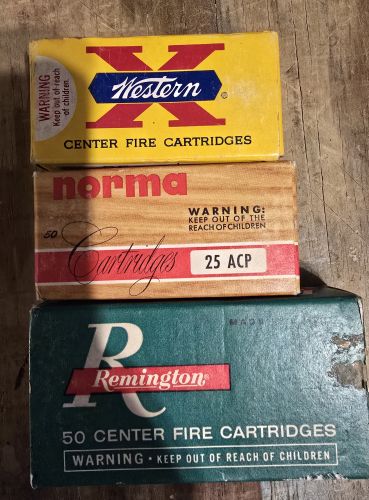 WARNING
Keep out of reach
of children.
X
Western
®
CENTER FIRE CARTRIDGES
norma
WARNING:
KEEP OUT OF THE
REACH OF CHILDREN
50
Cartridges
25 ACP
MADE
R
Remington®
50 CENTER FIRE CARTRIDGES
WARNING • KEEP OUT OF REACH OF CHILDREN